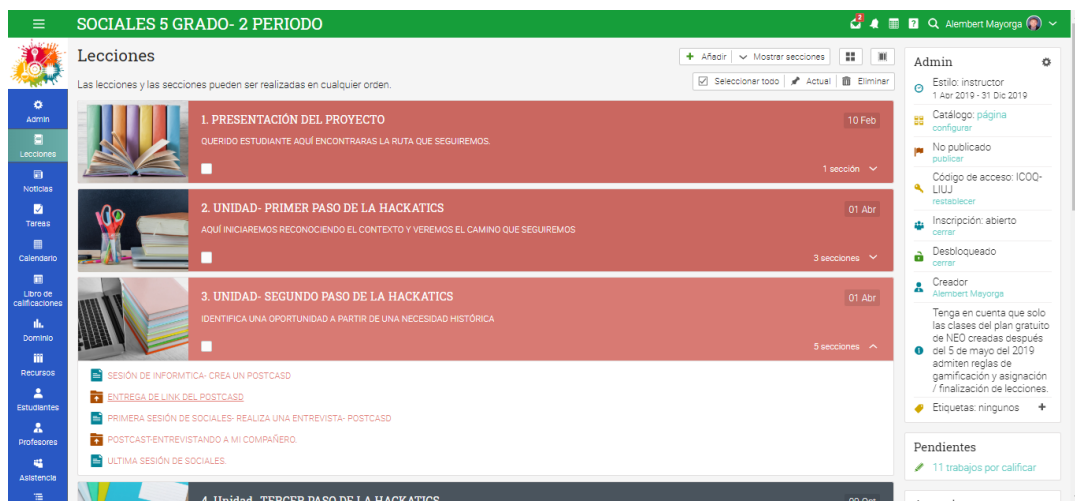 SOCIALES 5 GRADO- 2 PERIODO
2
?
Alembert Mayorga
Admin
Lecciones
Noticias
Tareas
Calendario
Libro de
calificaciones
Dominio
Recursos
Estudiantes
Profesores
Asistencia
Lecciones
Añadir
Mostrar secciones
Las lecciones y las secciones pueden ser realizadas en cualquier orden.
Seleccionar todo
Actual
Eliminar
1. PRESENTACIÓN DEL PROYECTO
10 Feb
QUERIDO ESTUDIANTE AQUÍ ENCONTRARAS LA RUTA QUE SEGUIREMOS.
1 sección
2. UNIDAD- PRIMER PASO DE LA HACKATICS
01 Abr
AQUÍ INICIAREMOS RECONOCIENDO EL CONTEXTO Y VEREMOS EL CAMINO QUE SEGUIREMOS
3 secciones
3. UNIDAD- SEGUNDO PASO DE LA HACKATICS
01 Abr
IDENTIFICA UNA OPORTUNIDAD A PARTIR DE UNA NECESIDAD HISTÓRICA
5 secciones
SESIÓN DE INFORMTICA- CREA UN POSTCASD
ENTREGA DE LINK DEL POSTCASD
PRIMERA SESIÓN DE SOCIALES- REALIZA UNA ENTREVISTA- POSTCASD
POSTCAST-ENTREVISTANDO A MI COMPAÑERO.
ULTIMA SESIÓN DE SOCIALES.
4. Unidad- TERCER PASO DE LA HACKATICS
Admin
Estilo: instructor
1 Abr 2019 - 31 Dic 2019
Catálogo: página
configurar
No publicado
publicar
Código de acceso: ICOQ-
LIUJ
restablecer
Inscripción: abierto
cerrar
Desbloqueado
cerrar
Creador
Alembert Mayorga
Tenga en cuenta que solo
las clases del plan gratuito
de NEO creadas después
del 5 de mayo del 2019
admiten reglas de
gamificación y asignación
/ finalización de lecciones.
Etiquetas: ningunos
Pendientes
11 trabajos por calificar